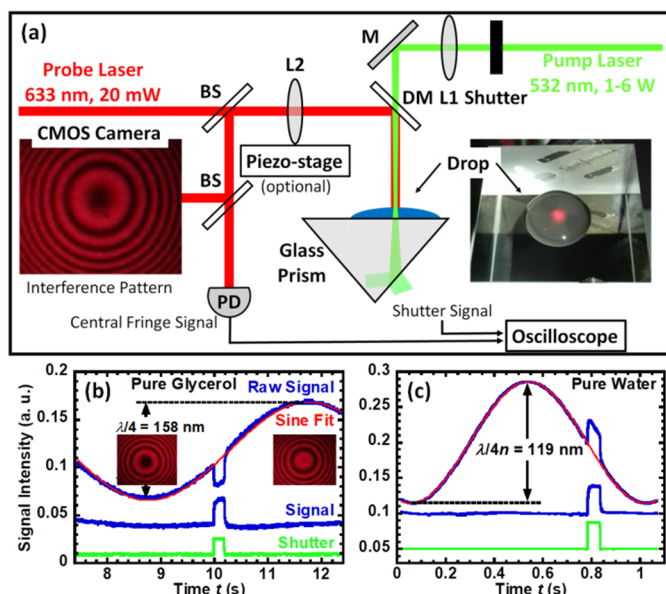 (a)
M
L2
Probe Laser
633 nm, 20 mW
BS
Pump Laser
532 nm, 1-6 W
DM L1 Shutter
CMOS Camera
BS
Piezo-stage
(optional)
Drop
Glass
Prism
Interference Pattern
PD
Central Fringe Signal
Shutter Signal
Oscilloscope
(b) Pure Glycerol
Raw Signal
λ/4 = 158 nm
Sine Fit
Signal
Shutter
Signal Intensity (a. u.)
0.2
0.15
0.1
0.05
0
8 9 10 11 12
Time t (s)
(c) Pure Water
λ/4n = 119 nm
0.3
0.25
0.2
0.15
0.1
0.05
0 0.2 0.4 0.6 0.8 1
Time t (s)